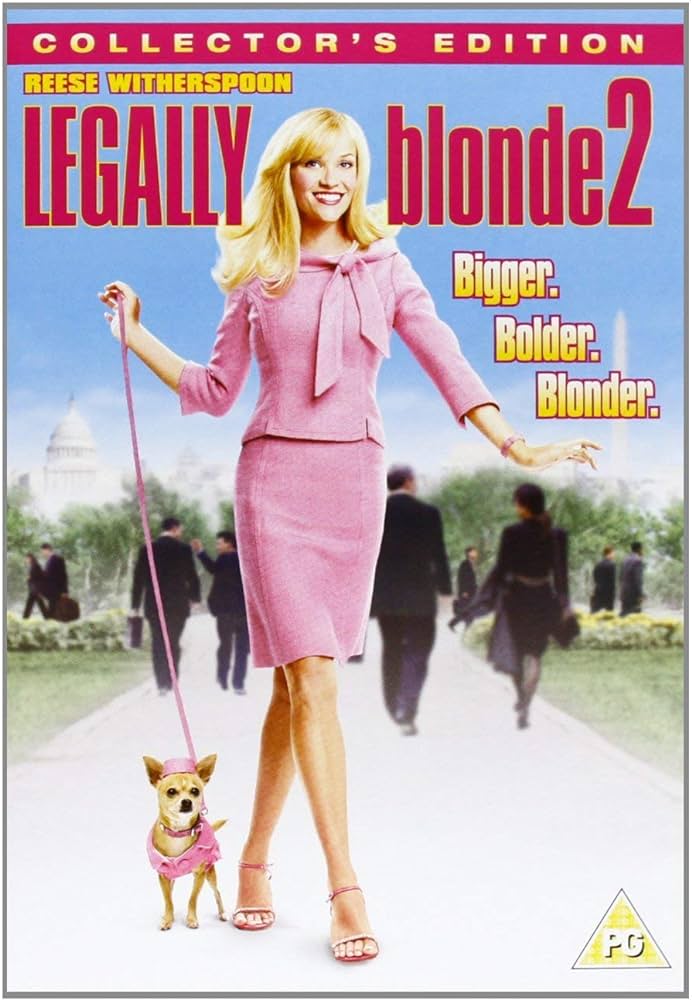 COLLECTOR'S EDITION
REESE WITHERSPOON
LEGALLY blonde2
Bigger.
Bolder.
Blonder.
PG